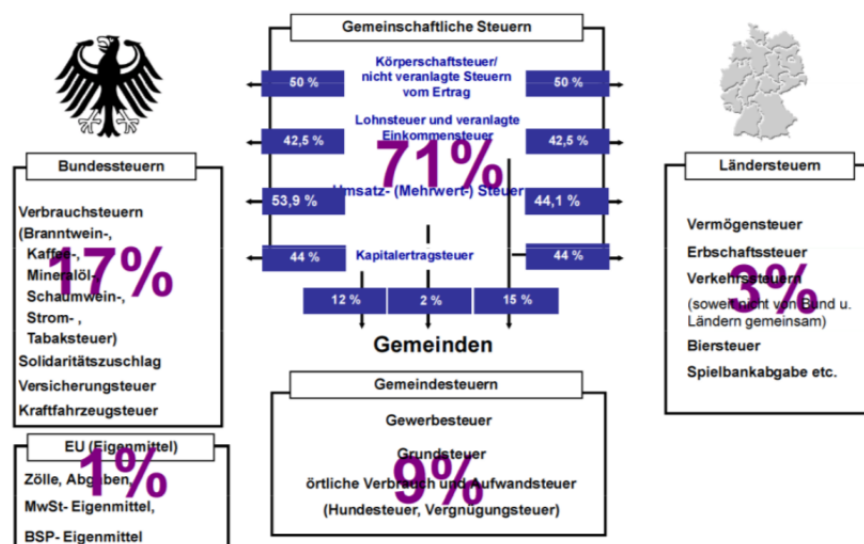 Gemeinschaftliche Steuern
Körperschaftsteuer/
nicht veranlagte Steuern
vom Ertrag
50 %
50 %
Lohnsteuer und veranlagte
Einkommensteuer
42,5 %
42,5 %
71%
Umsatz- (Mehrwert-) Steuer
53,9 %
44,1 %
Kapitalertragsteuer
44 %
44 %
12 %
2 %
15 %
Gemeinden
Bundessteuern
Verbrauchsteuern
(Branntwein-,
Kaffee-,
Mineralöl-
Schaumwein-,
Strom- ,
Tabaksteuer)
Solidaritätszuschlag
Versicherungsteuer
Kraftfahrzeugsteuer
17%
Ländersteuern
Vermögensteuer
Erbschaftssteuer
Verkehrssteuern
(soweit nicht von Bund u.
Ländern gemeinsam)
Biersteuer
Spielbankabgabe etc.
3%
EU (Eigenmittel)
Zölle, Abgaben,
MwSt- Eigenmittel,
BSP- Eigenmittel
1%
Gemeindesteuern
Gewerbesteuer
Grundsteuer
örtliche Verbrauch und Aufwandsteuer
(Hundesteuer, Vergnügungsteuer)
9%